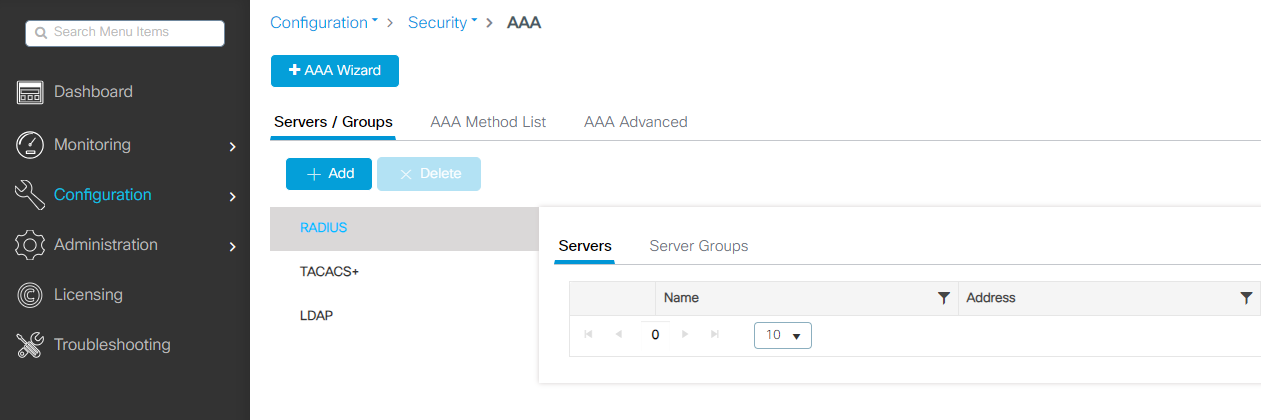 Search Menu Items
Dashboard
Monitoring
Configuration
Administration
Licensing
Troubleshooting
Configuration > Security > AAA
+ AAA Wizard
Servers / Groups AAA Method List AAA Advanced
+ Add × Delete
RADIUS
TACACS+
LDAP
Servers Server Groups
Name Address
0 10